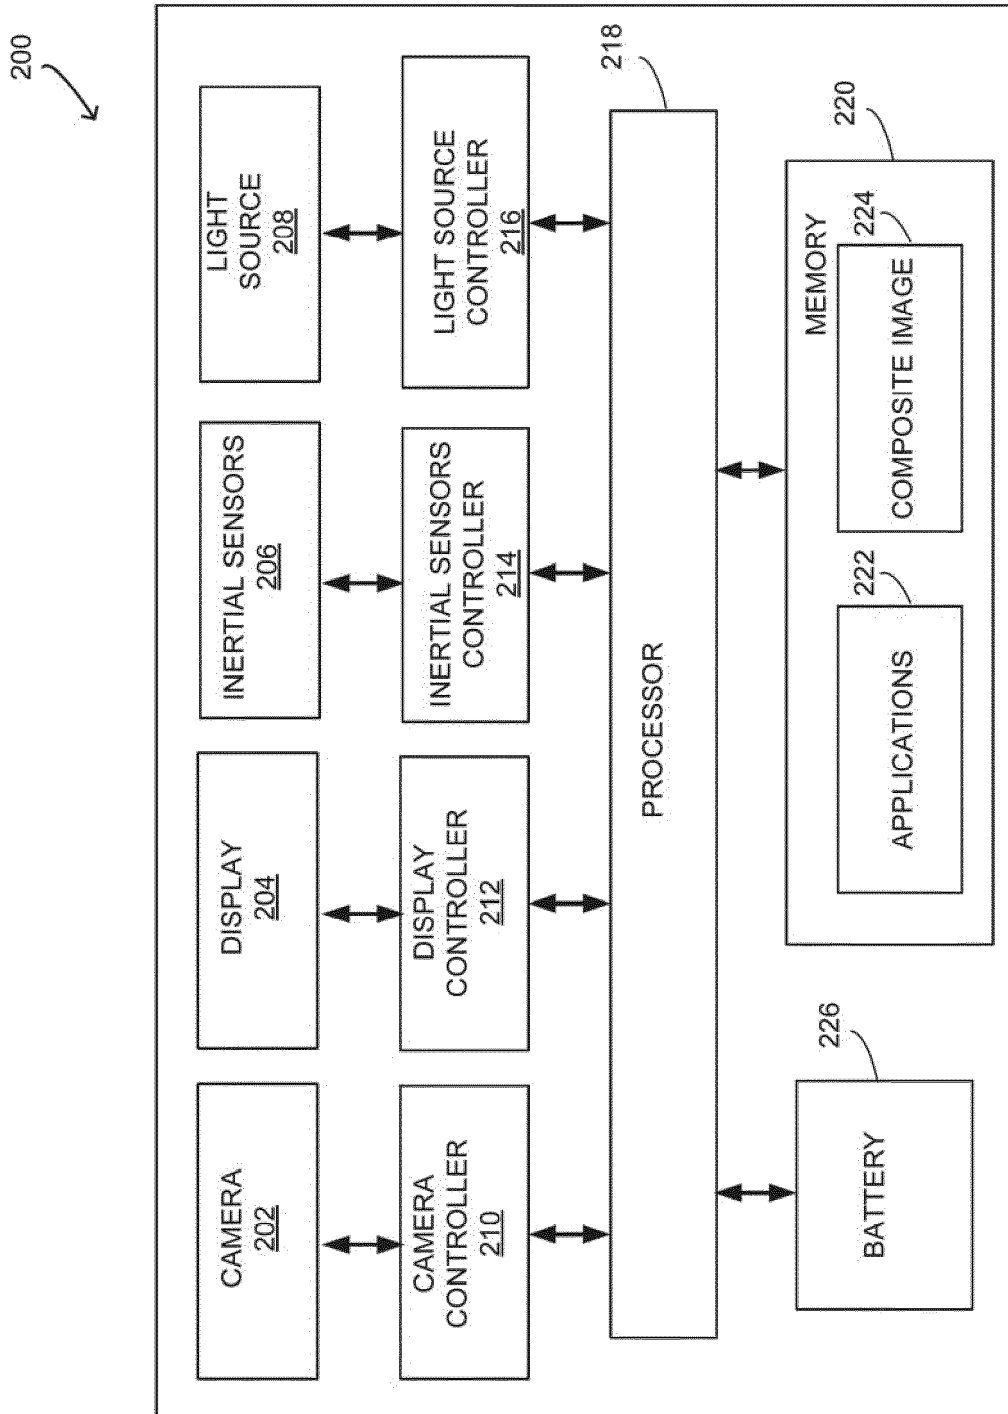 200
CAMERA
202
DISPLAY
204
INERTIAL SENSORS
206
LIGHT
SOURCE
208
CAMERA
CONTROLLER
210
DISPLAY
CONTROLLER
212
INERTIAL SENSORS
CONTROLLER
214
LIGHT SOURCE
CONTROLLER
216
218
PROCESSOR
220
MEMORY
222
APPLICATIONS
224
COMPOSITE IMAGE
226
BATTERY